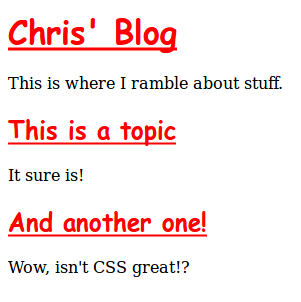 Chris' Blog
This is where I ramble about stuff.
This is a topic
It sure is!
And another one!
Wow, isn't CSS great!?